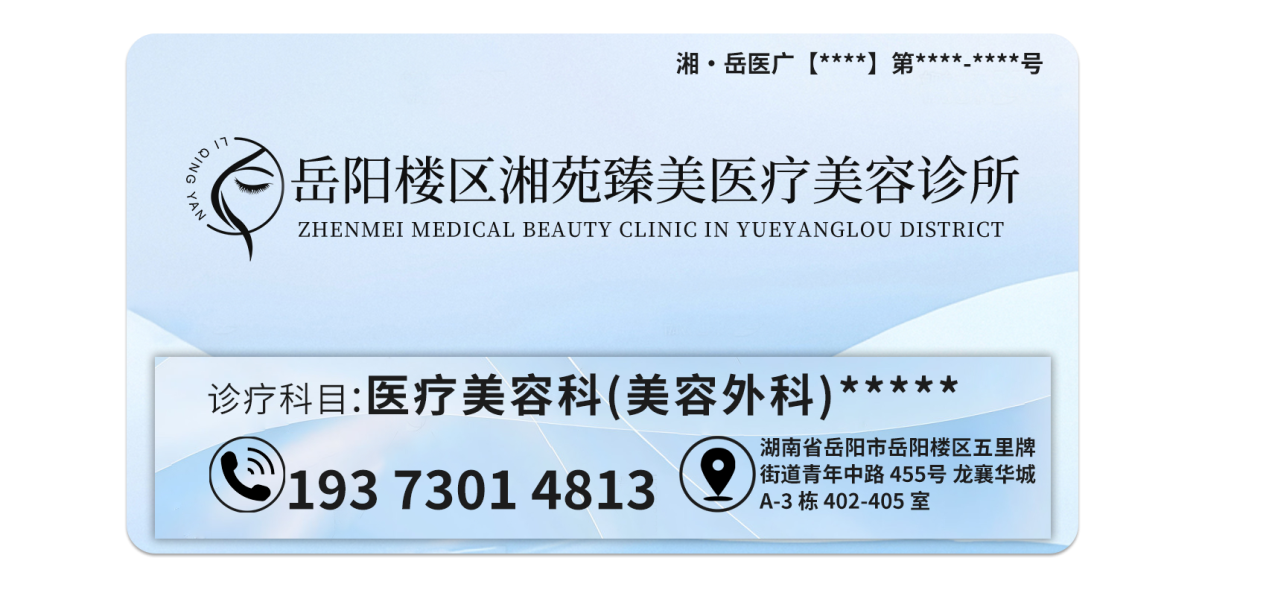 湘·岳医广【****】第****-****号
LI QING YAN
岳阳楼区湘苑臻美医疗美容诊所
ZHENMEI MEDICAL BEAUTY CLINIC IN YUEYANGLOU DISTRICT
诊疗科目:医疗美容科(美容外科)*****
193 7301 4813
湖南省岳阳市岳阳楼区五里牌
街道青年中路 455号 龙襄华城
A-3 栋 402-405 室